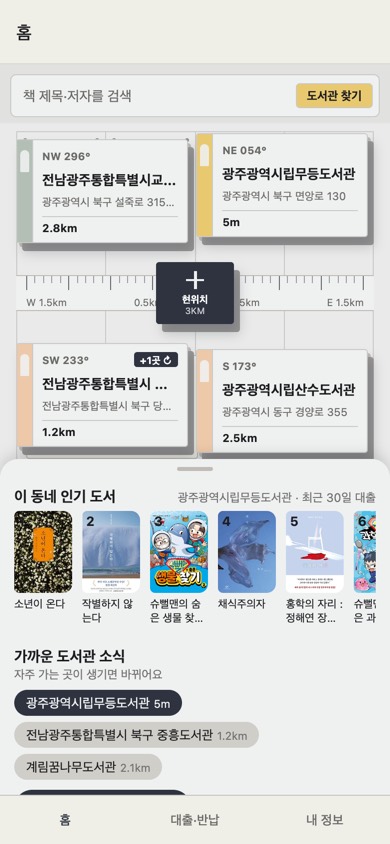 홈
책 제목·저자를 검색
도서관 찾기
NW 296°
전남광주통합특별시교...
광주광역시 북구 설죽로 315...
2.8km
NE 054°
광주광역시립무등도서관
광주광역시 북구 면앙로 130
5m
W 1.5km
0.5k
현위치
3KM
5km
E 1.5km
SW 233°
+1곳
전남광주통합특별시 ...
전남광주통합특별시 북구 당...
1.2km
S 173°
광주광역시립산수도서관
광주광역시 동구 경양로 355
2.5km
이 동네 인기 도서
광주광역시립무등도서관 · 최근 30일 대출
2
3
4
5
6
소년이 온다
작별하지 않
는다
슈뻘맨의 숨
은 생물 찾...
채식주의자
홍학의 자리 :
정해연 장...
슈뻘맨
은 과
가까운 도서관 소식
자주 가는 곳이 생기면 바뀌어요
광주광역시립무등도서관 5m
전남광주통합특별시 북구 중흥도서관 1.2km
계림꿈나무도서관 2.1km
홈
대출·반납
내 정보